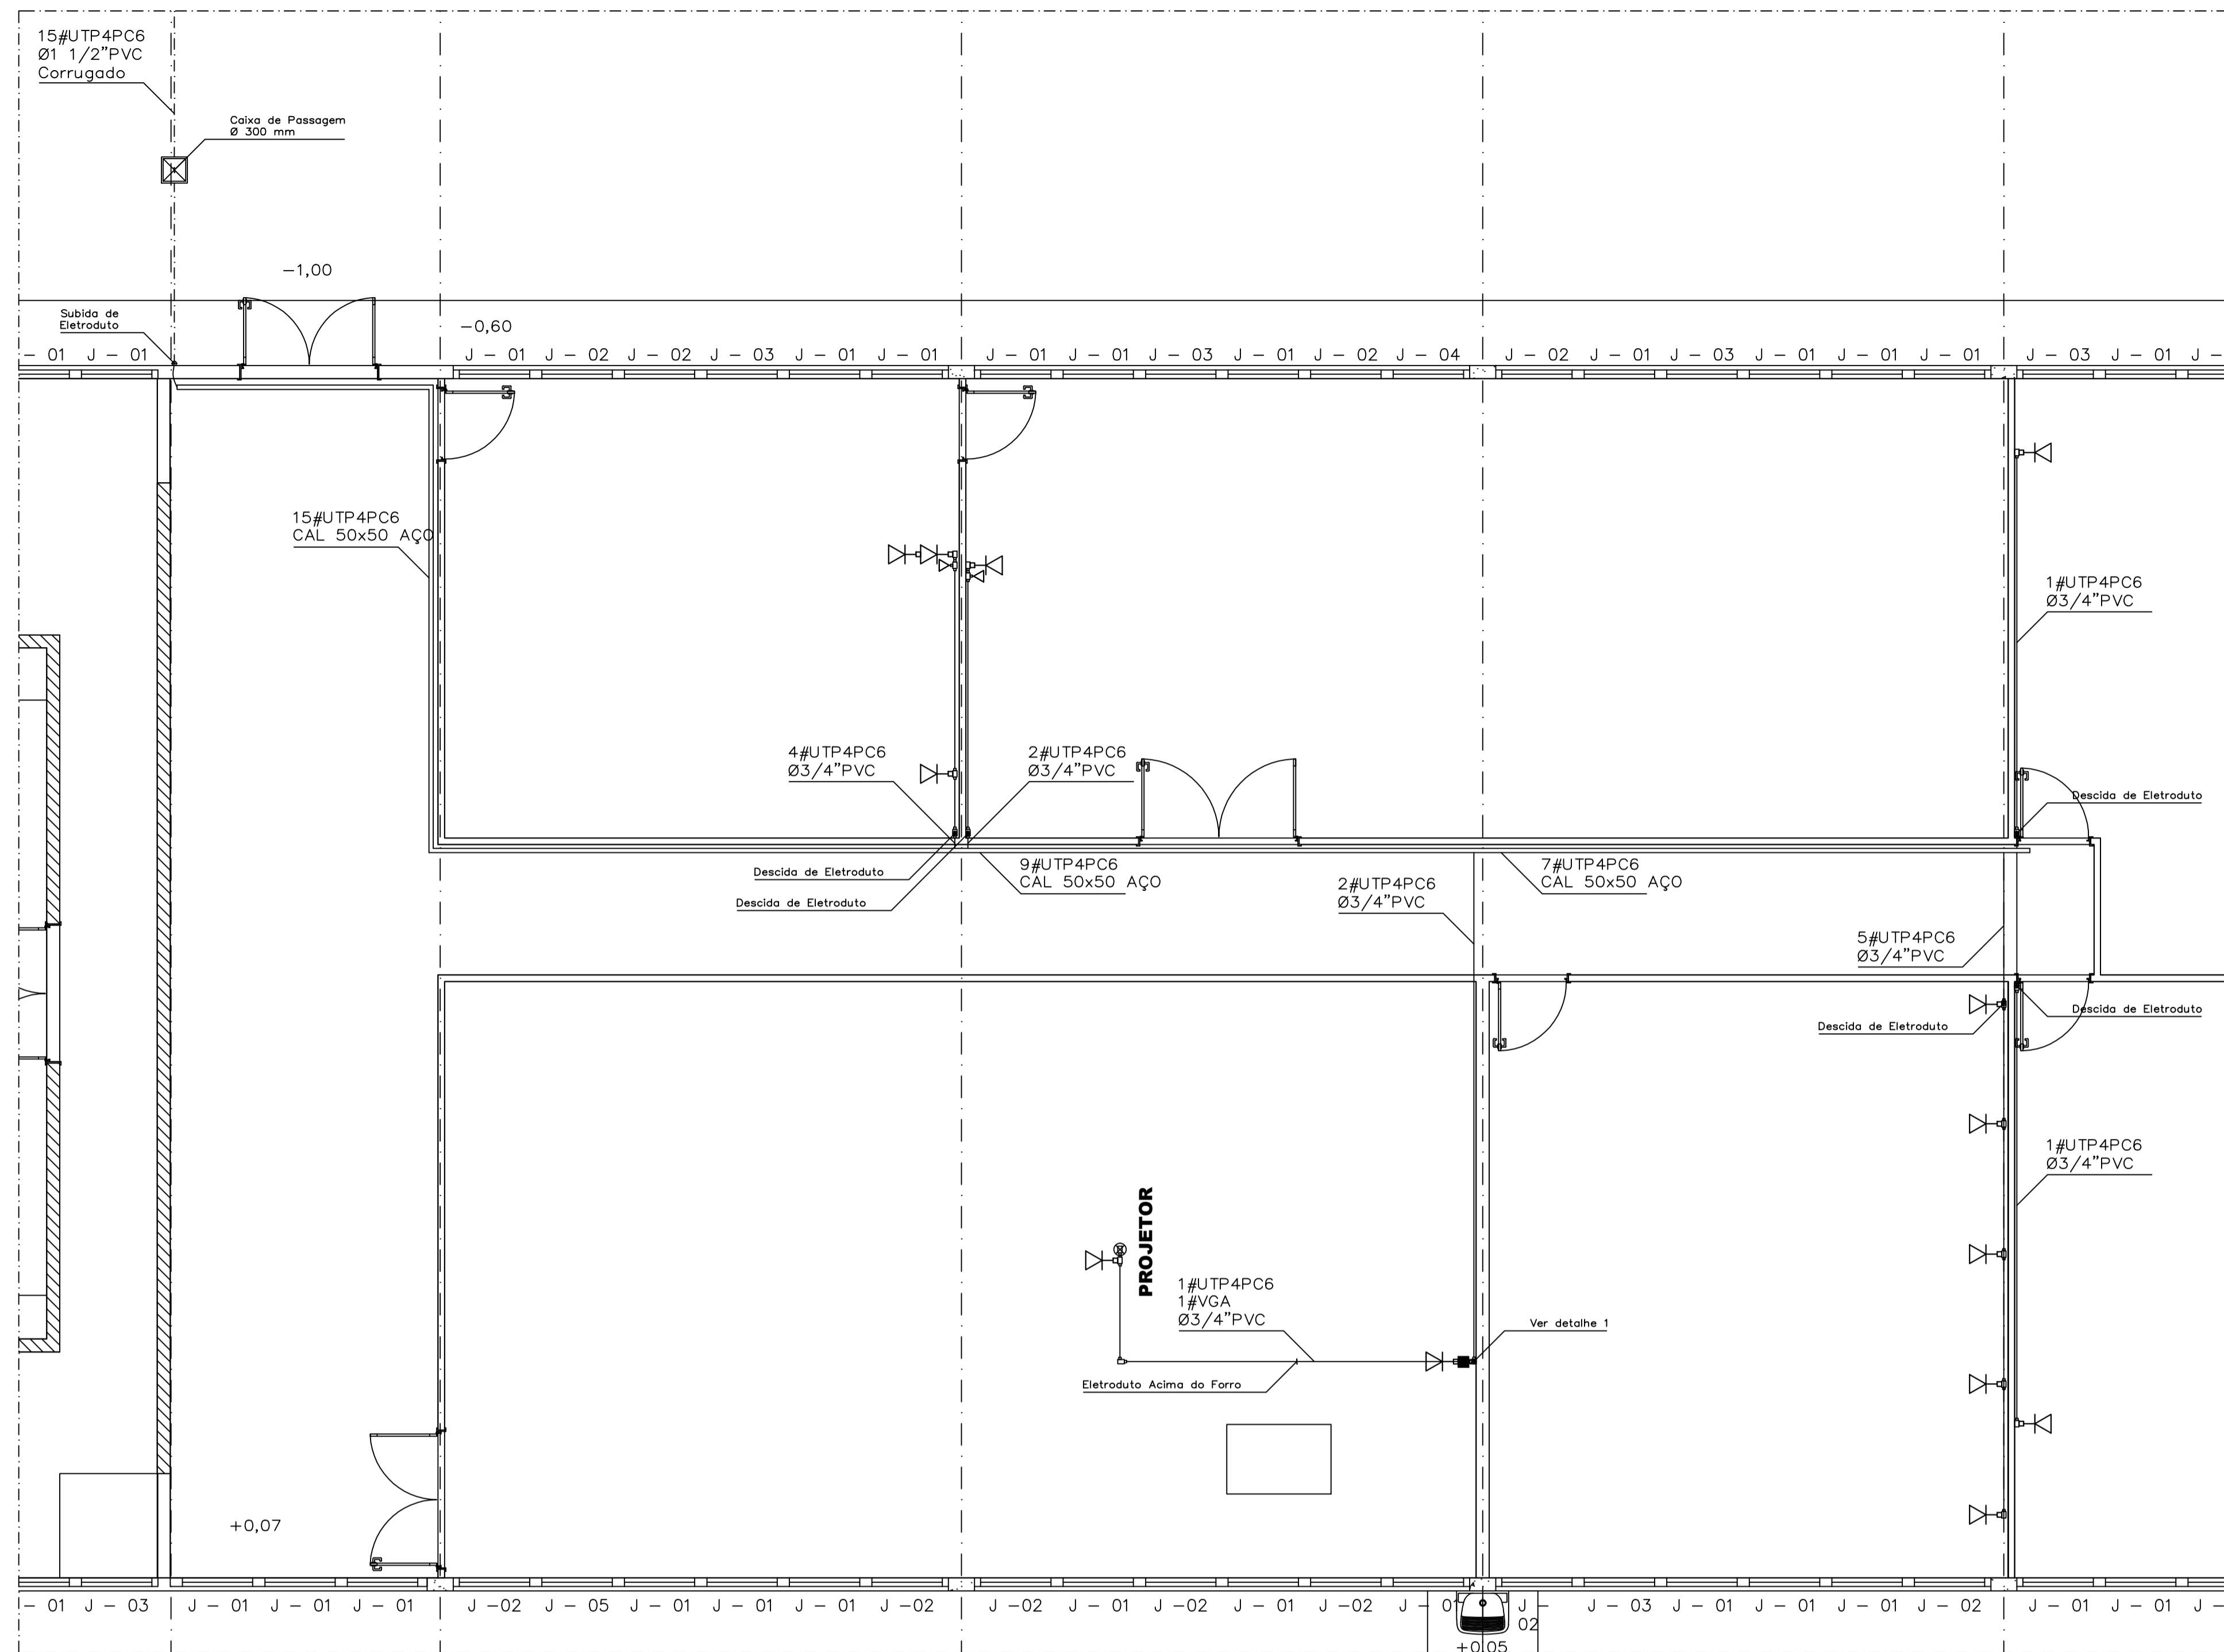 15#UTP4PC6
Ø1 1/2"PVC
Corrugado
Caixa de Passagem
Ø 300 mm
-1,00
Subida de
Eletroduto
-0,60
- 01 J - 01 J - 01 J - 02 J - 02 J - 03 J - 01 J - 01 J - 01 J - 01 J - 03 J - 01 J - 02 J - 04 J - 02 J - 01 J - 03 J - 01 J - 01 J - 01 J - 03 J - 01 J -
15#UTP4PC6
CAL 50x50 AÇO
1#UTP4PC6
Ø3/4"PVC
4#UTP4PC6
Ø3/4"PVC
2#UTP4PC6
Ø3/4"PVC
Descida de Eletroduto
Descida de Eletroduto
Descida de Eletroduto
9#UTP4PC6
CAL 50x50 AÇO
2#UTP4PC6
Ø3/4"PVC
7#UTP4PC6
CAL 50x50 AÇO
5#UTP4PC6
Ø3/4"PVC
Descida de Eletroduto
Descida de Eletroduto
1#UTP4PC6
Ø3/4"PVC
PROJETOR
1#UTP4PC6
1#VGA
Ø3/4"PVC
Ver detalhe 1
Eletroduto Acima do Forro
+0,07
- 01 J - 03 J - 01 J - 01 J - 01 J -02 J - 05 J - 01 J - 01 J - 01 J -02 J -02 J - 01 J -02 J - 01 J -02 J - 01 J - J - 03 J - 01 J - 01 J - 01 J - 02 J - 01 J - 01 J -
02
+0,05